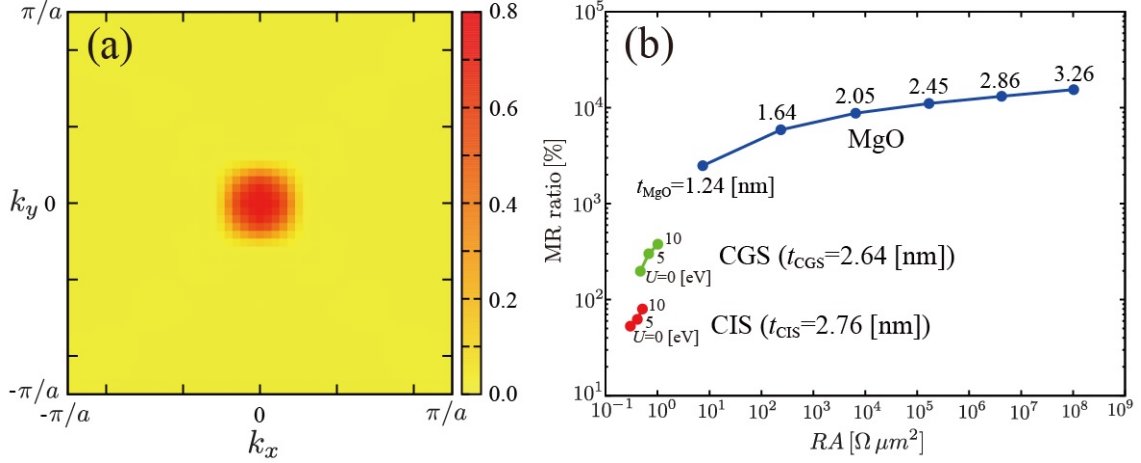 (a)
π/a
k_y 0
-π/a
-π/a 0 π/a
k_x
0.8
0.6
0.4
0.2
0.0
(b)
MR ratio [%]
10^5
10^4
10^3
10^2
10^1
1.64 2.05 2.45 2.86 3.26
MgO
t_MgO=1.24 [nm]
10
5
U=0 [eV]
CGS (t_CGS=2.64 [nm])
10
5
U=0 [eV]
CIS (t_CIS=2.76 [nm])
10^-1 10^0 10^1 10^2 10^3 10^4 10^5 10^6 10^7 10^8 10^9
RA [Ω μm^2]